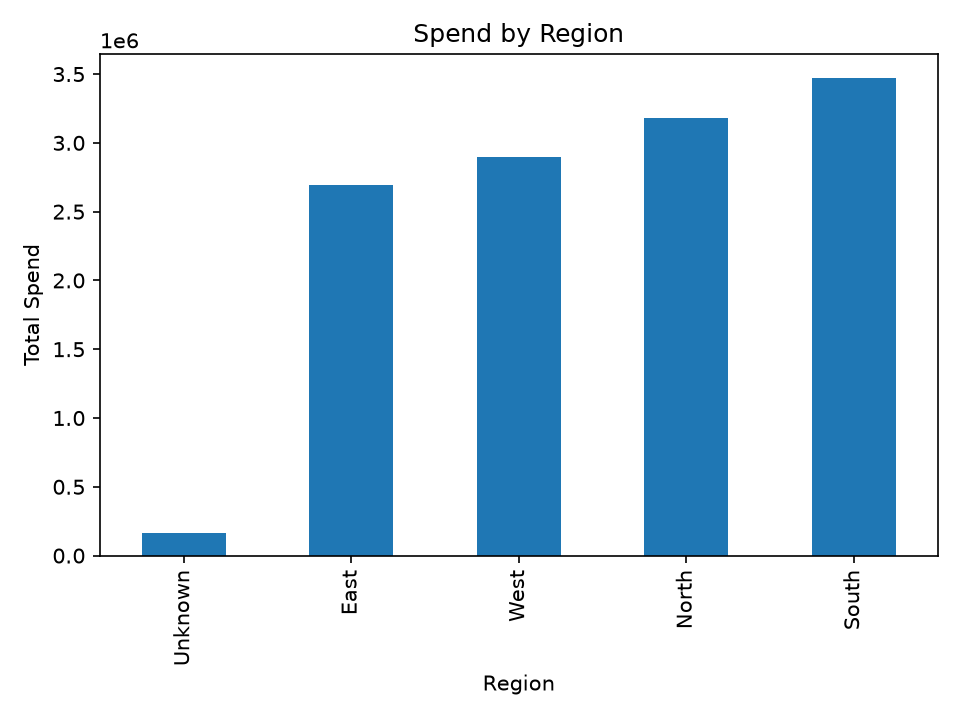 Spend by Region
1e6
3.5
3.0
2.5
2.0
1.5
1.0
0.5
0.0
Total Spend
Unknown
East
West
North
South
Region